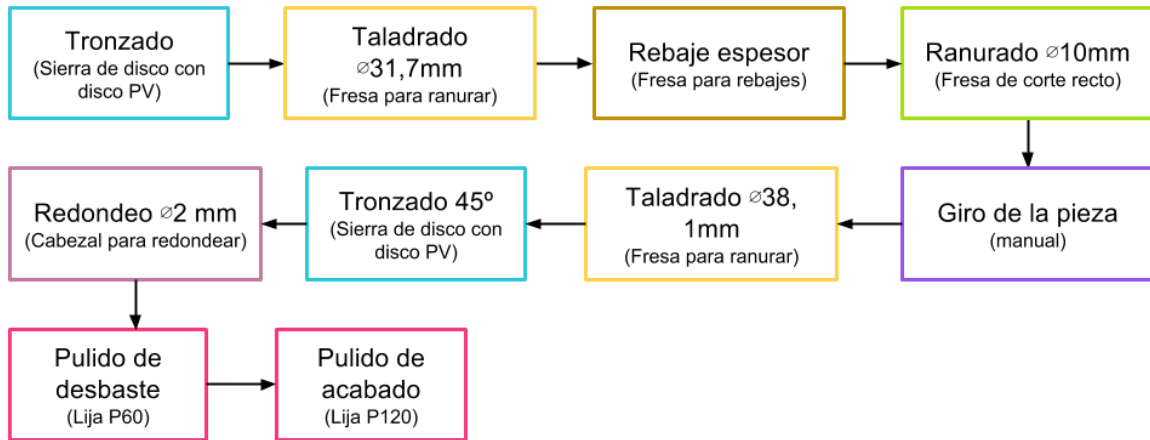 Tronzado
(Sierra de disco con
disco PV)
Taladrado
⌀31,7mm
(Fresa para ranurar)
Rebaje espesor
(Fresa para rebajes)
Ranurado ⌀10mm
(Fresa de corte recto)
Giro de la pieza
(manual)
Taladrado ⌀38,
1mm
(Fresa para ranurar)
Tronzado 45º
(Sierra de disco con
disco PV)
Redondeo ⌀2 mm
(Cabezal para redondear)
Pulido de
desbaste
(Lija P60)
Pulido de
acabado
(Lija P120)